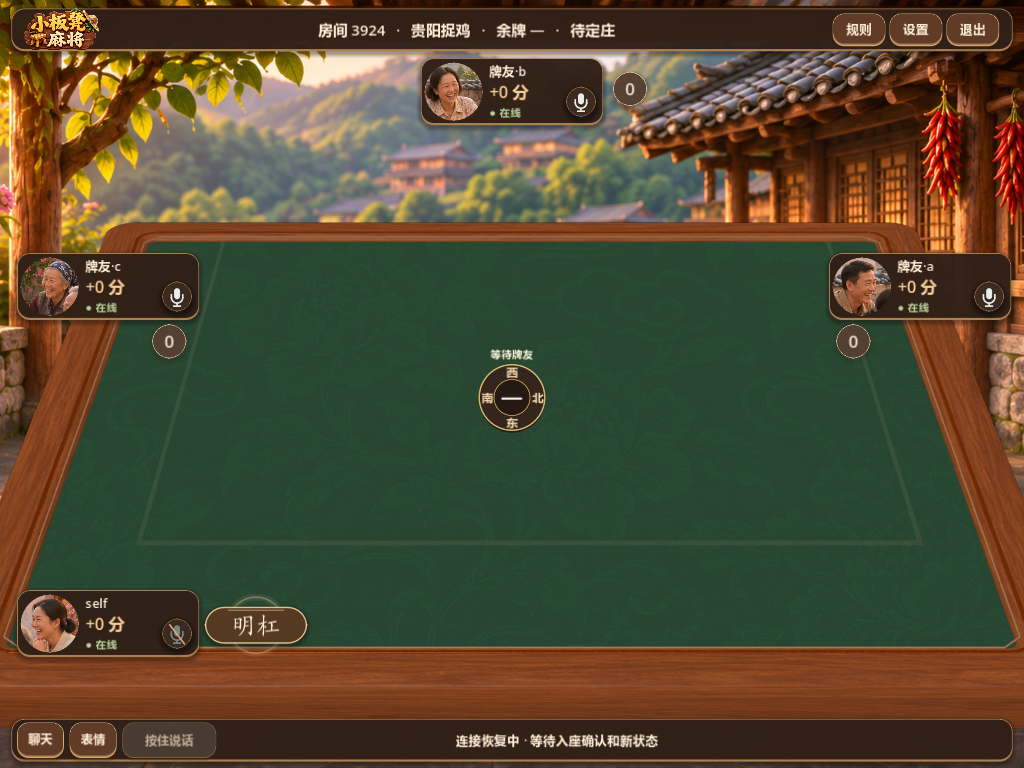 小板凳
麻将
房间 3924 · 贵阳捉鸡 · 余牌 — · 待定庄
规则
设置
退出
牌友·b
+0 分
• 在线
0
牌友·c
+0 分
• 在线
0
牌友·a
+0 分
• 在线
0
等待牌友
西
南 — 北
东
self
+0 分
• 在线
明杠
聊天
表情
按住说话
连接恢复中 · 等待入座确认和新状态